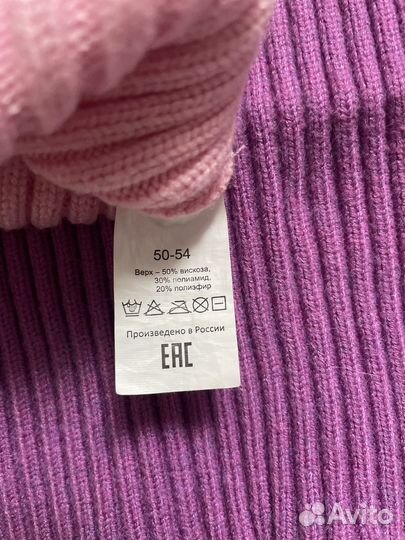 50-54
Верх – 50% вискоза,
30% полиамид,
20% полиэфир
Произведено в России
EAC
Avito